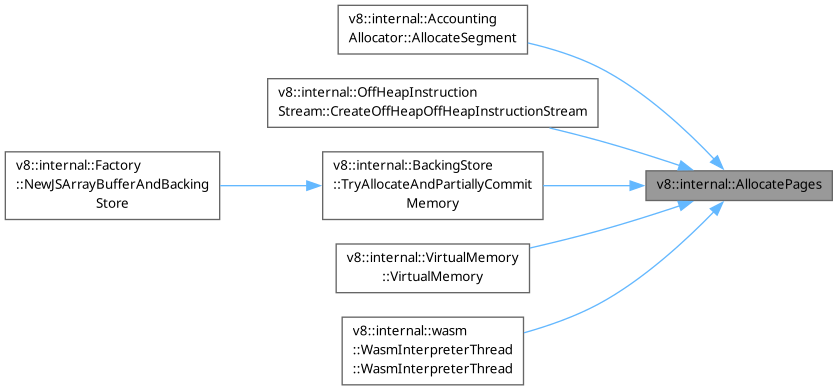 v8::internal::Accounting
Allocator::AllocateSegment
v8::internal::OffHeapInstruction
Stream::CreateOffHeapOffHeapInstructionStream
v8::internal::Factory
::NewJSArrayBufferAndBacking
Store
v8::internal::BackingStore
::TryAllocateAndPartiallyCommit
Memory
v8::internal::AllocatePages
v8::internal::VirtualMemory
::VirtualMemory
v8::internal::wasm
::WasmInterpreterThread
::WasmInterpreterThread